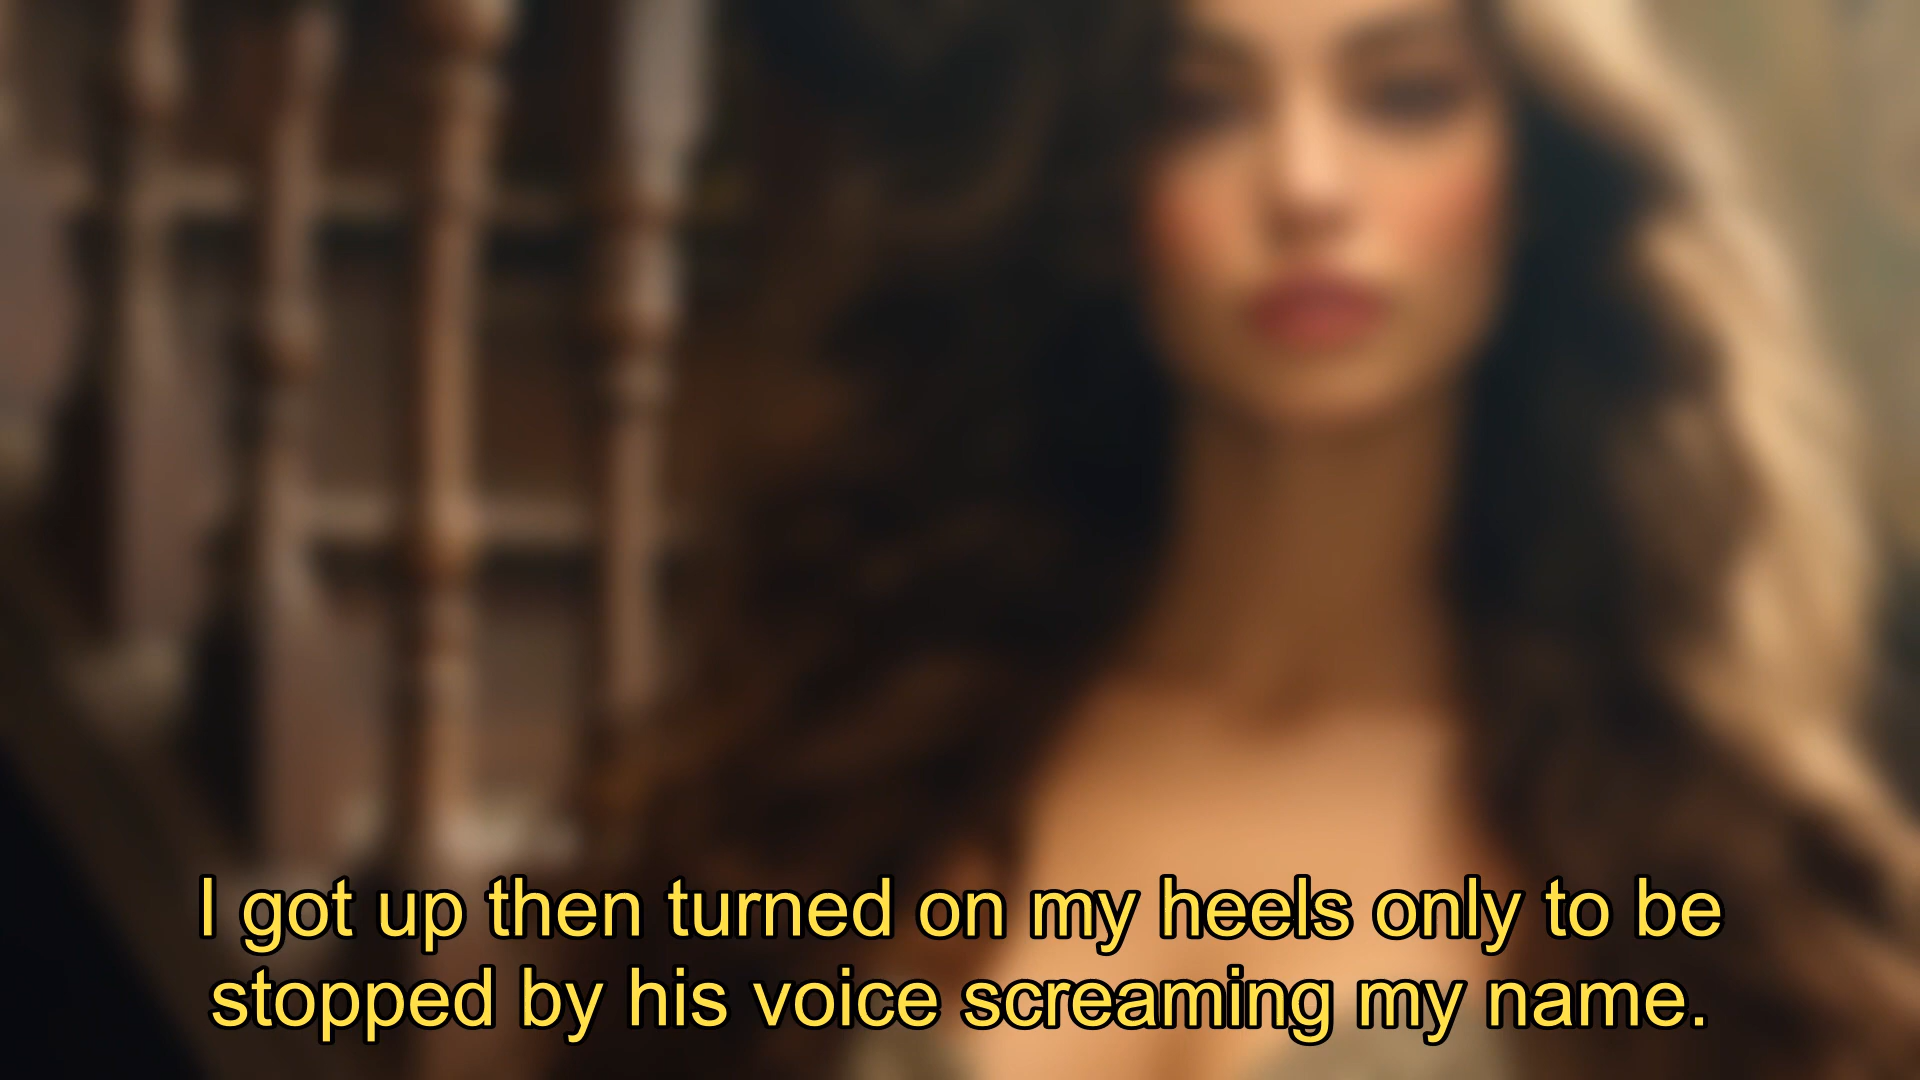 I got up then turned on my heels only to be
stopped by his voice screaming my name.